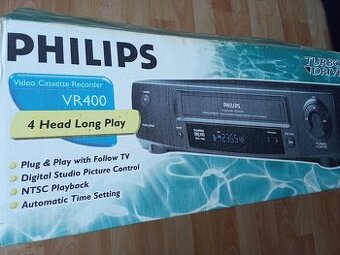 PHILIPS
TURBO
DRIVE
Video Cassette Recorder
VR400
4 Head Long Play
PHILIPS
Plug & Play with Follow TV
Digital Studio Picture Control
NTSC Playback
Automatic Time Setting